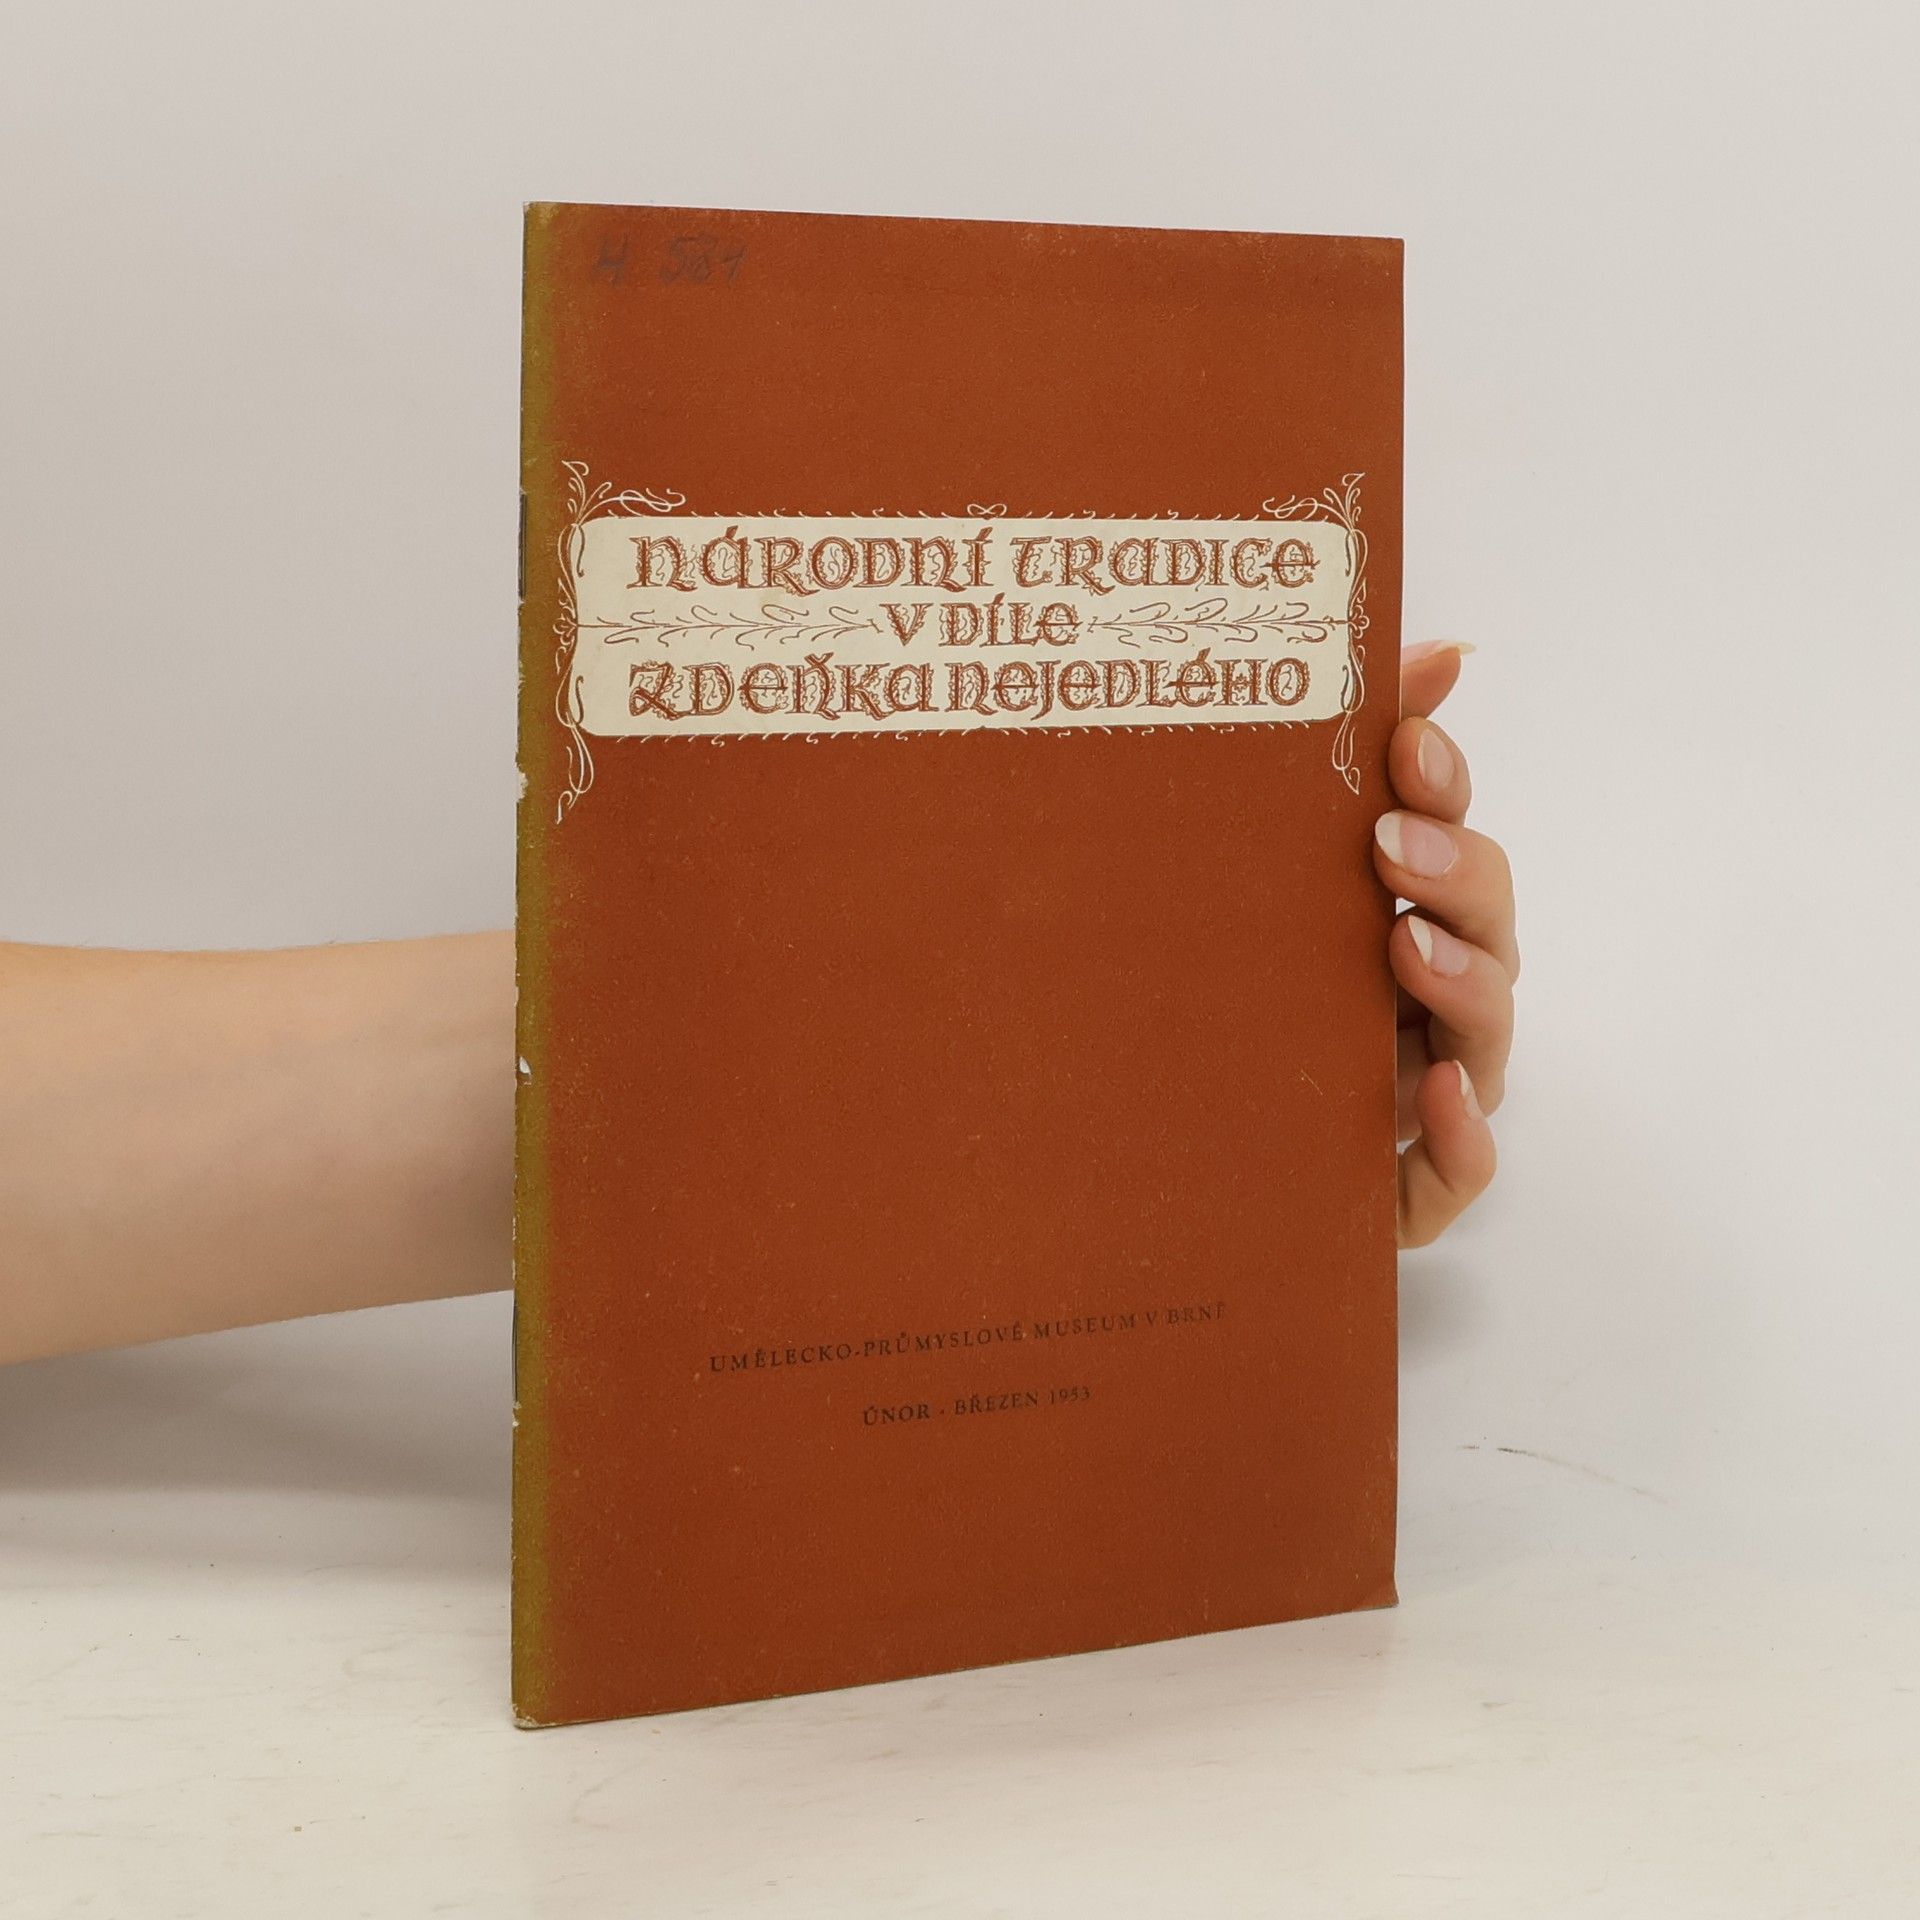 H 581
NÁRODNÍ TRADICE
V DÍLE
ZDEŇKA NEJEDLÉHO
UMĚLECKO-PRŮMYSLOVÉ MUSEUM V BRNĚ
ÚNOR - BŘEZEN 1953